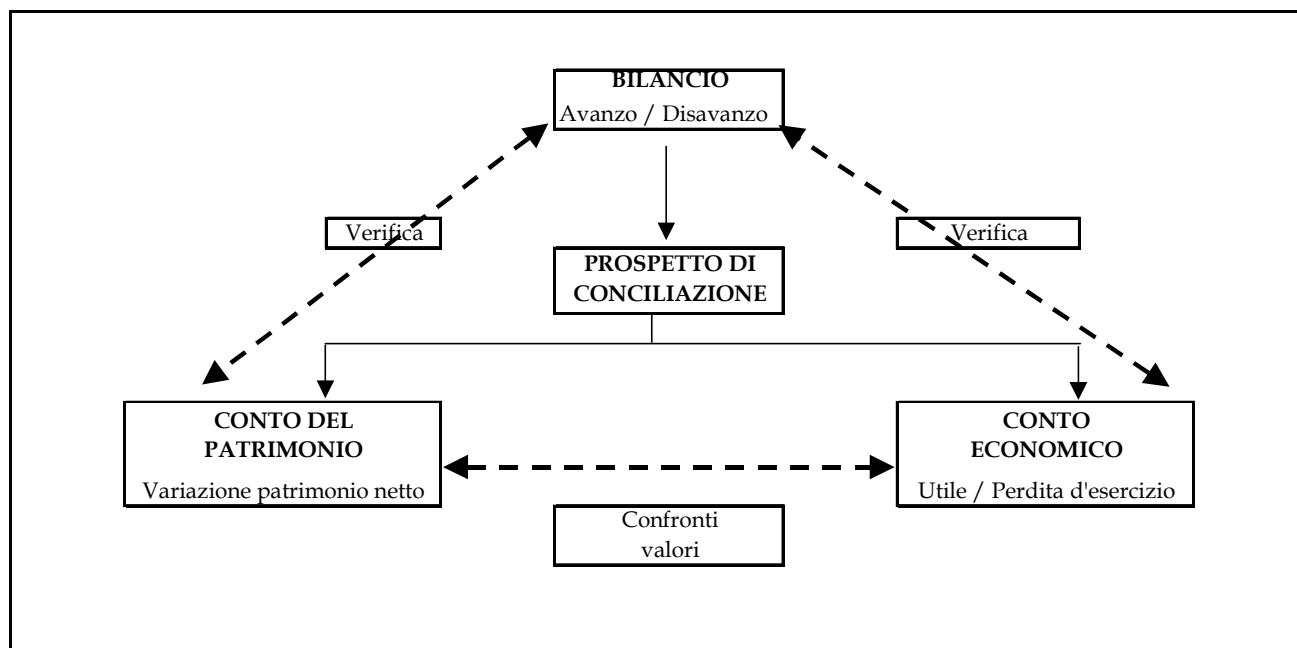 BILANCIO
Avanzo / Disavanzo
Verifica
Verifica
PROSPETTO DI
CONCILIAZIONE
CONTO DEL
PATRIMONIO
Variazione patrimonio netto
CONTO
ECONOMICO
Utile / Perdita d'esercizio
Confronti
valori